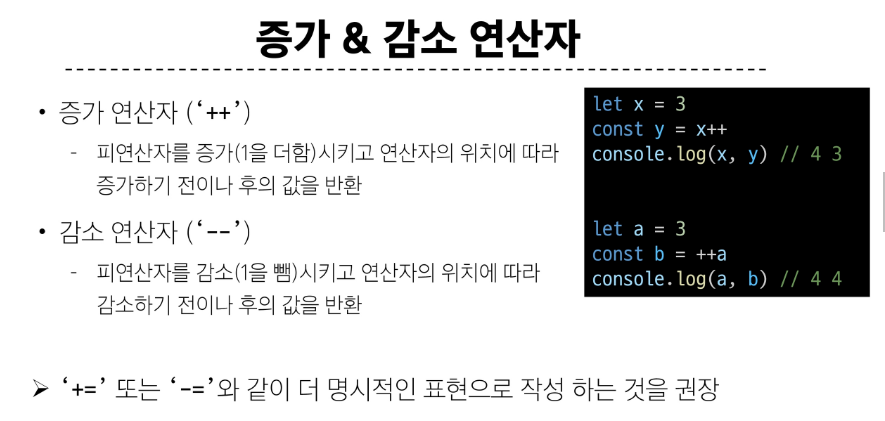 증가 & 감소 연산자
• 증가 연산자 (‘++’)
- 피연산자를 증가(1을 더함)시키고 연산자의 위치에 따라
증가하기 전이나 후의 값을 반환
• 감소 연산자 (‘--’)
- 피연산자를 감소(1을 뺌)시키고 연산자의 위치에 따라
감소하기 전이나 후의 값을 반환
let x = 3
const y = x++
console.log(x, y) // 4 3
let a = 3
const b = ++a
console.log(a, b) // 4 4
➢ ‘+=’ 또는 ‘-=’와 같이 더 명시적인 표현으로 작성 하는 것을 권장